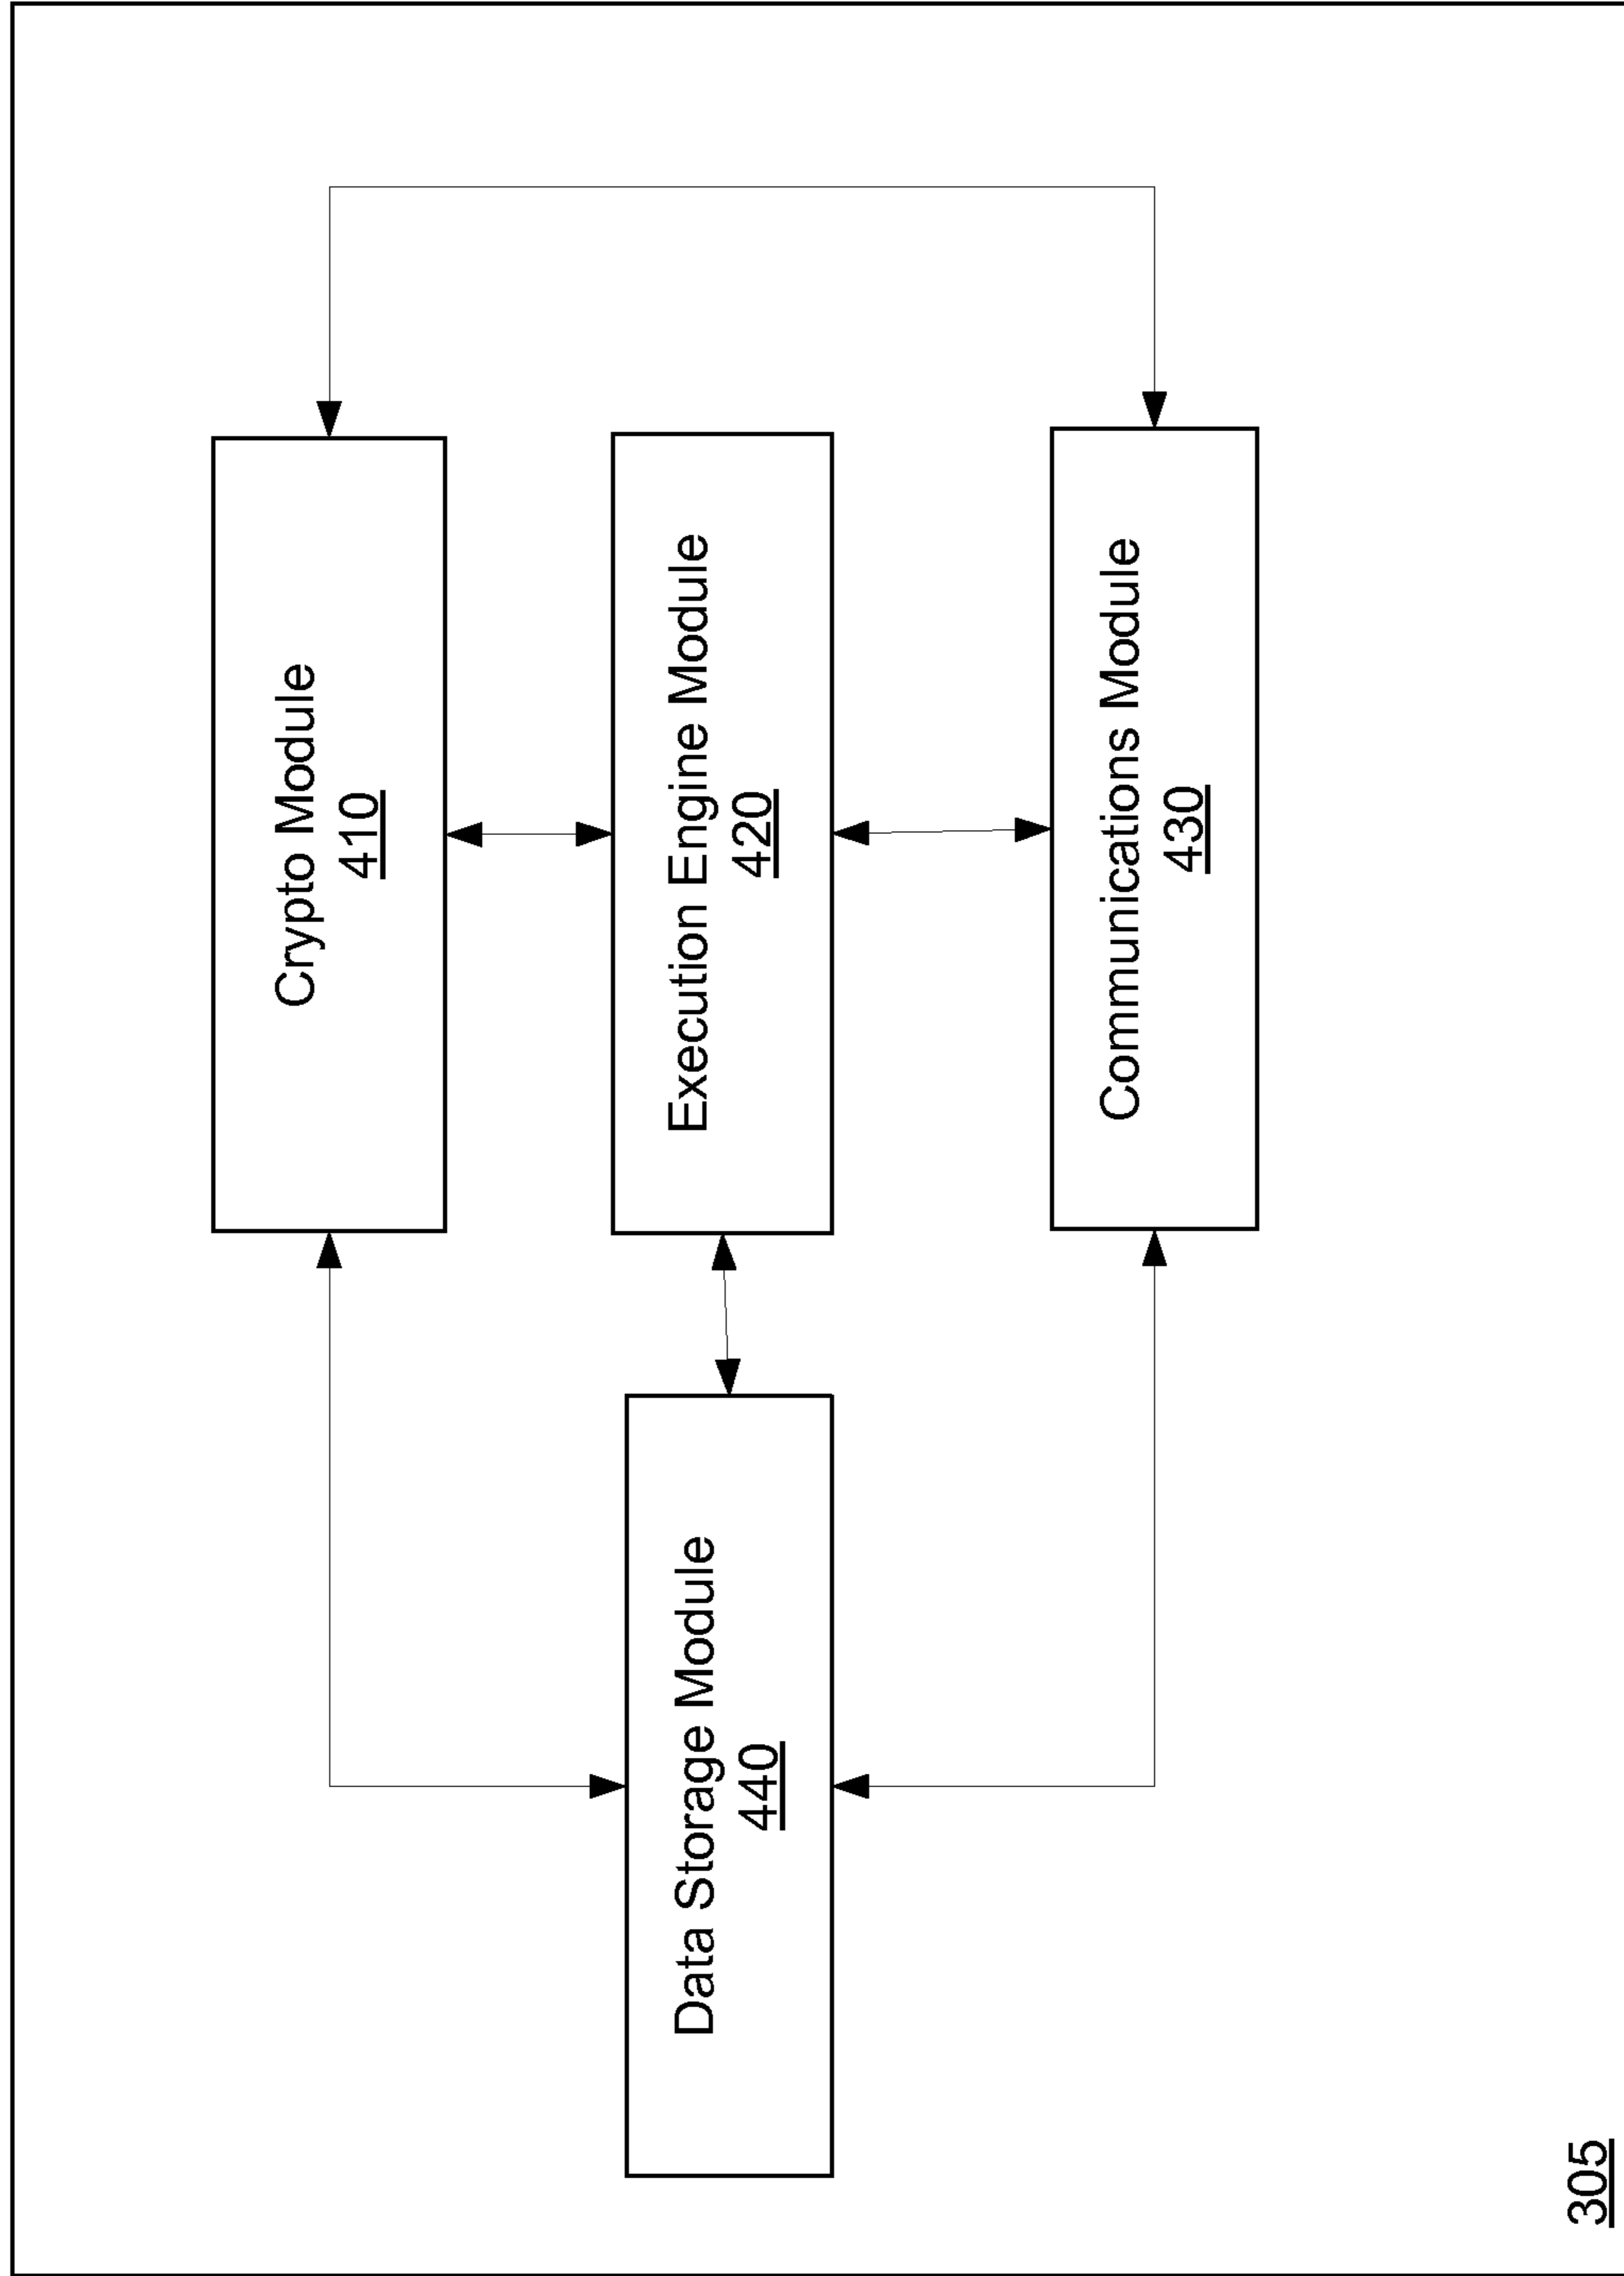 Crypto Module
410
Execution Engine Module
420
Data Storage Module
440
Communications Module
430
305